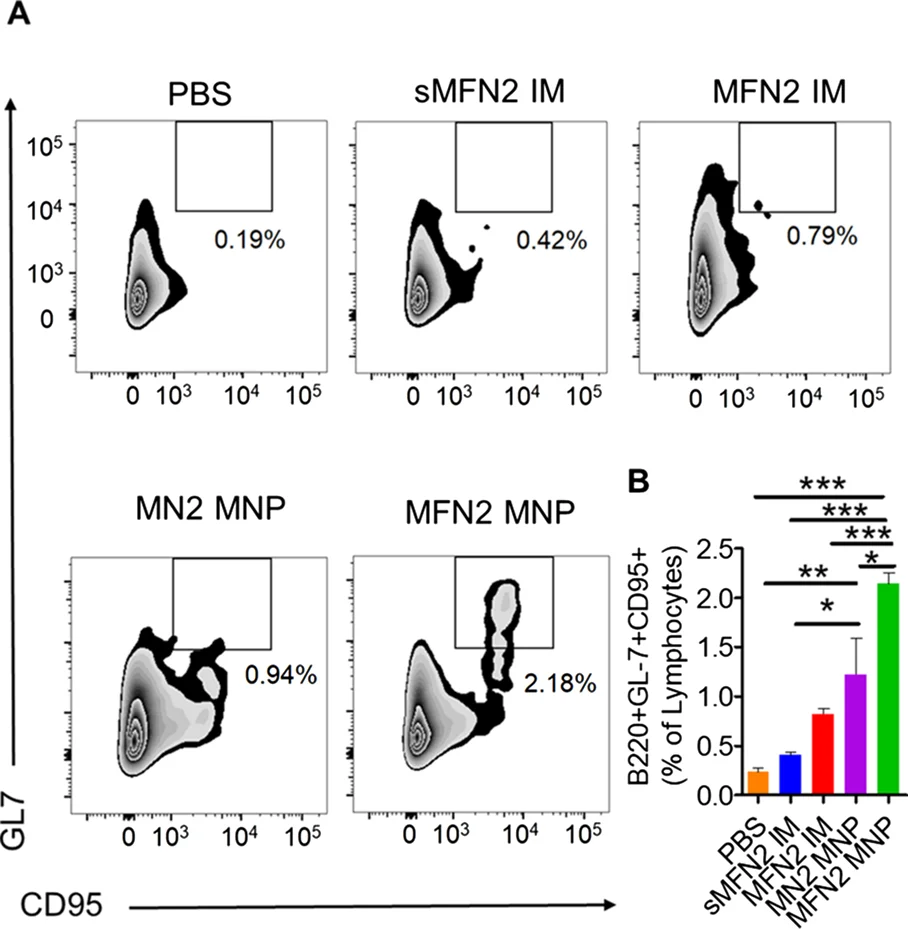 A
PBS
sMFN2 IM
MFN2 IM
10⁵
10⁴
10³
0
0.19%
0.42%
0.79%
0 10³ 10⁴ 10⁵
0 10³ 10⁴ 10⁵
0 10³ 10⁴ 10⁵
MN2 MNP
MFN2 MNP
0.94%
2.18%
0 10³ 10⁴ 10⁵
0 10³ 10⁴ 10⁵
GL7
CD95
B
***
***
***
*
**
*
B220+GL-7+CD95+
(% of Lymphocytes)
2.5
2.0
1.5
1.0
0.5
0.0
PBS
sMFN2 IM
MFN2 IM
MN2 MNP
MFN2 MNP